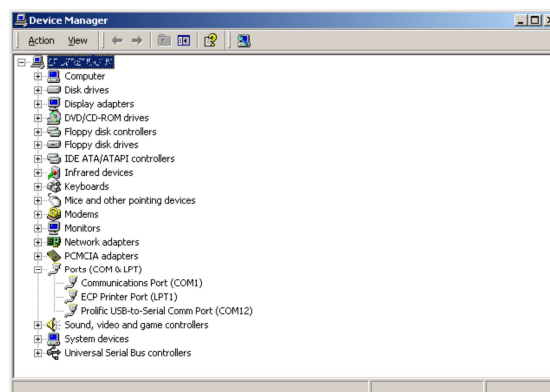 Device Manager
Action View
Computer
Disk drives
Display adapters
DVD/CD-ROM drives
Floppy disk controllers
Floppy disk drives
IDE ATA/ATAPI controllers
Infrared devices
Keyboards
Mice and other pointing devices
Modems
Monitors
Network adapters
PCMCIA adapters
Ports (COM & LPT)
Communications Port (COM1)
ECP Printer Port (LPT1)
Prolific USB-to-Serial Comm Port (COM12)
Sound, video and game controllers
System devices
Universal Serial Bus controllers